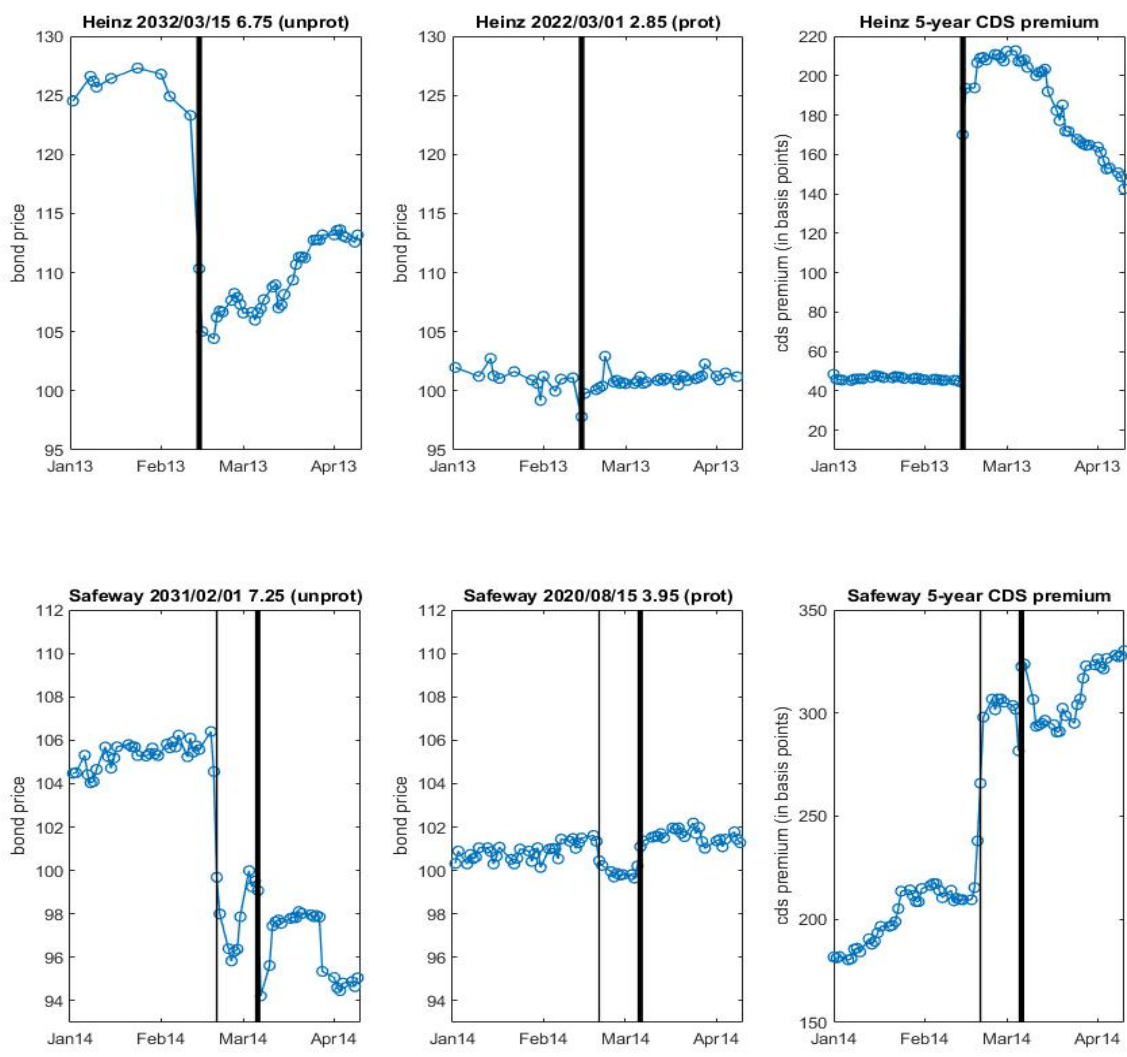 Heinz 2032/03/15 6.75 (unprot)
130
125
120
115
110
105
100
95
bond price
Jan13 Feb13 Mar13 Apr13
Heinz 2022/03/01 2.85 (prot)
130
125
120
115
110
105
100
95
bond price
Jan13 Feb13 Mar13 Apr13
Heinz 5-year CDS premium
220
200
180
160
140
120
100
80
60
40
20
cds premium (in basis points)
Jan13 Feb13 Mar13 Apr13
Safeway 2031/02/01 7.25 (unprot)
112
110
108
106
104
102
100
98
96
94
bond price
Jan14 Feb14 Mar14 Apr14
Safeway 2020/08/15 3.95 (prot)
112
110
108
106
104
102
100
98
96
94
bond price
Jan14 Feb14 Mar14 Apr14
Safeway 5-year CDS premium
350
300
250
200
150
cds premium (in basis points)
Jan14 Feb14 Mar14 Apr14